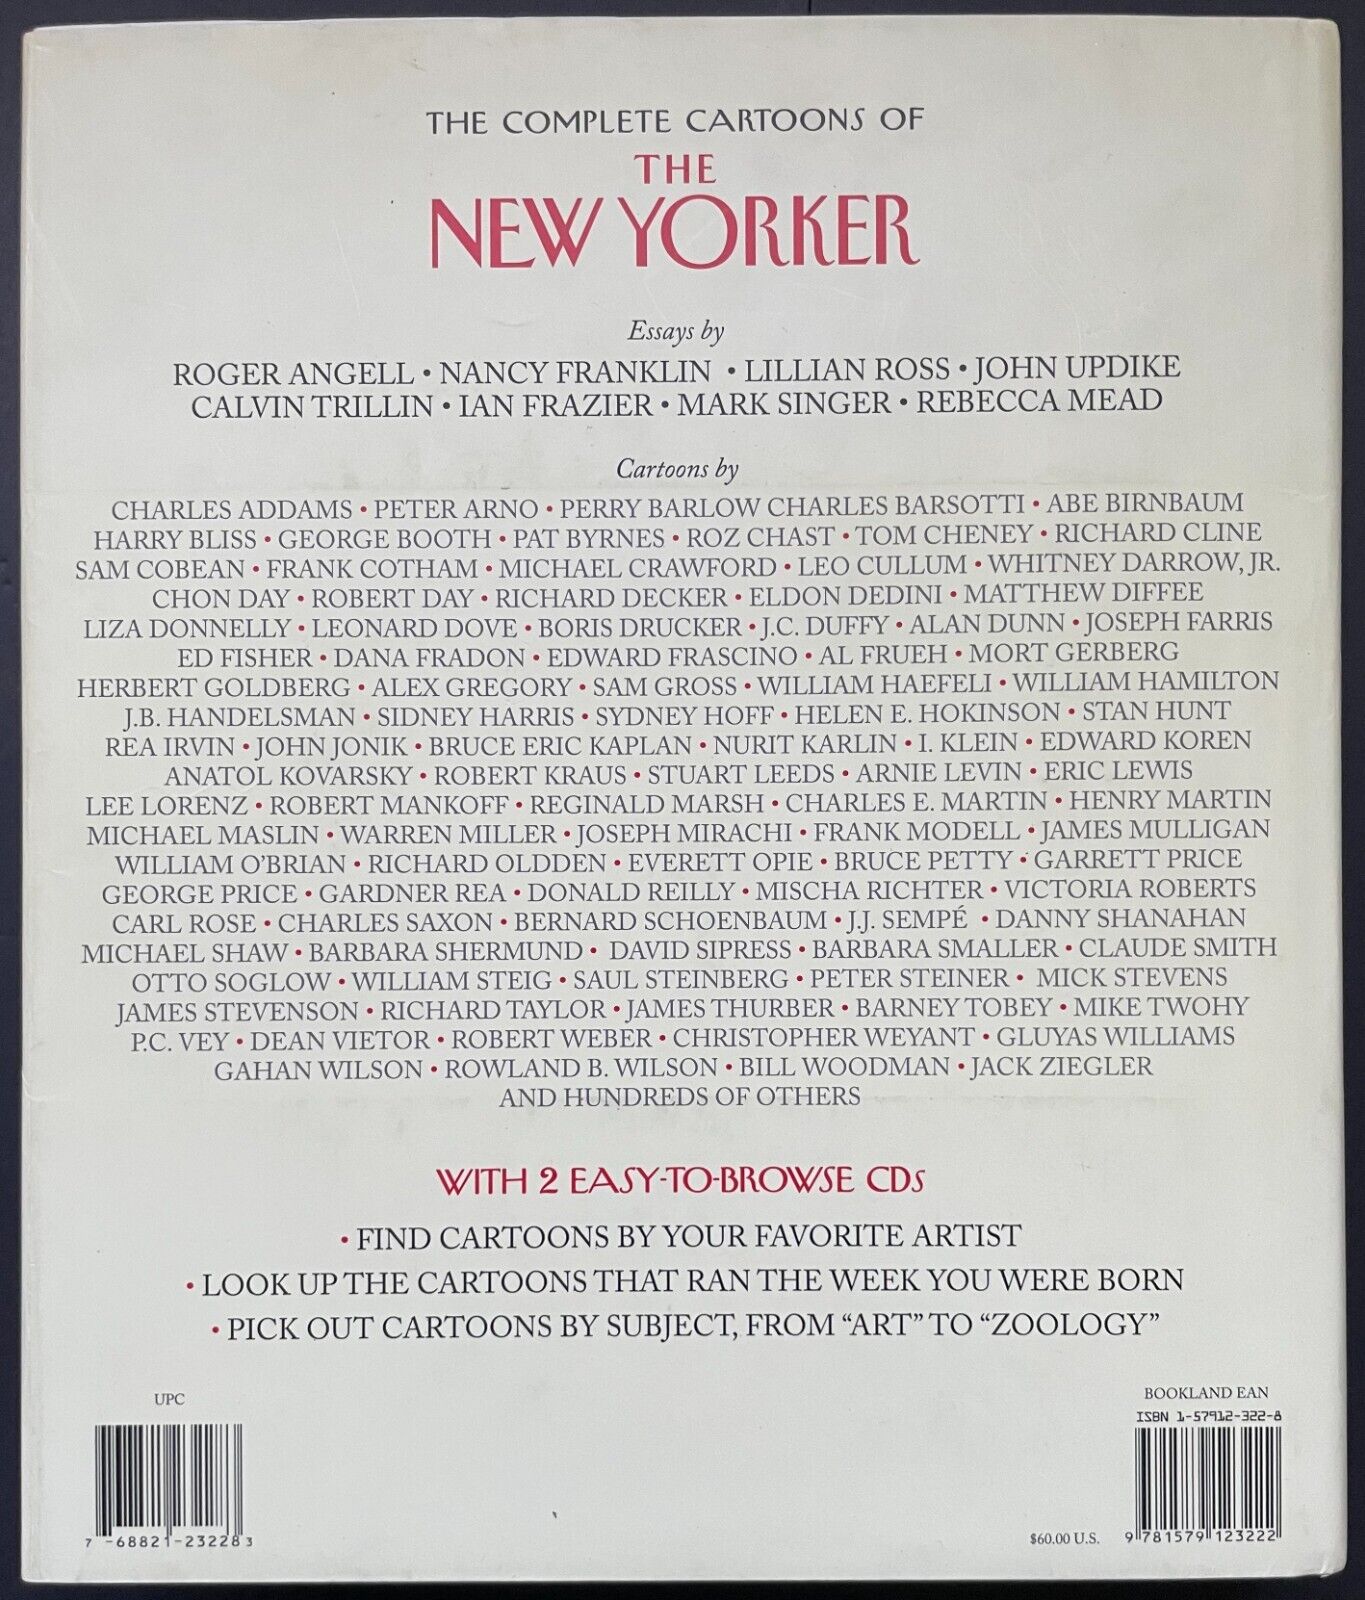 THE COMPLETE CARTOONS OF
THE
NEW YORKER
Essays by
ROGER ANGELL • NANCY FRANKLIN • LILLIAN ROSS • JOHN UPDIKE
CALVIN TRILLIN • IAN FRAZIER • MARK SINGER • REBECCA MEAD
Cartoons by
CHARLES ADDAMS • PETER ARNO • PERRY BARLOW CHARLES BARSOTTI • ABE BIRNBAUM
HARRY BLISS • GEORGE BOOTH • PAT BYRNES • ROZ CHAST • TOM CHENEY • RICHARD CLINE
SAM COBEAN • FRANK COTHAM • MICHAEL CRAWFORD • LEO CULLUM • WHITNEY DARROW, JR.
CHON DAY • ROBERT DAY • RICHARD DECKER • ELDON DEDINI • MATTHEW DIFFEE
LIZA DONNELLY • LEONARD DOVE • BORIS DRUCKER • J.C. DUFFY • ALAN DUNN • JOSEPH FARRIS
ED FISHER • DANA FRADON • EDWARD FRASCINO • AL FRUEH • MORT GERBERG
HERBERT GOLDBERG • ALEX GREGORY • SAM GROSS • WILLIAM HAEFELI • WILLIAM HAMILTON
J.B. HANDELSMAN • SIDNEY HARRIS • SYDNEY HOFF • HELEN E. HOKINSON • STAN HUNT
REA IRVIN • JOHN JONIK • BRUCE ERIC KAPLAN • NURIT KARLIN • I. KLEIN • EDWARD KOREN
ANATOL KOVARSKY • ROBERT KRAUS • STUART LEEDS • ARNIE LEVIN • ERIC LEWIS
LEE LORENZ • ROBERT MANKOFF • REGINALD MARSH • CHARLES E. MARTIN • HENRY MARTIN
MICHAEL MASLIN • WARREN MILLER • JOSEPH MIRACHI • FRANK MODELL • JAMES MULLIGAN
WILLIAM O'BRIAN • RICHARD OLDDEN • EVERETT OPIE • BRUCE PETTY • GARRETT PRICE
GEORGE PRICE • GARDNER REA • DONALD REILLY • MISCHA RICHTER • VICTORIA ROBERTS
CARL ROSE • CHARLES SAXON • BERNARD SCHOENBAUM • J.J. SEMPÉ • DANNY SHANAHAN
MICHAEL SHAW • BARBARA SHERMUND • DAVID SIPRESS • BARBARA SMALLER • CLAUDE SMITH
OTTO SOGLOW • WILLIAM STEIG • SAUL STEINBERG • PETER STEINER • MICK STEVENS
JAMES STEVENSON • RICHARD TAYLOR • JAMES THURBER • BARNEY TOBEY • MIKE TWOHY
P.C. VEY • DEAN VIETOR • ROBERT WEBER • CHRISTOPHER WEYANT • GLUYAS WILLIAMS
GAHAN WILSON • ROWLAND B. WILSON • BILL WOODMAN • JACK ZIEGLER
AND HUNDREDS OF OTHERS
WITH 2 EASY-TO-BROWSE CDs
• FIND CARTOONS BY YOUR FAVORITE ARTIST
• LOOK UP THE CARTOONS THAT RAN THE WEEK YOU WERE BORN
• PICK OUT CARTOONS BY SUBJECT, FROM “ART” TO “ZOOLOGY”
UPC
7 -68821-23228 3
BOOKLAND EAN
ISBN 1-57912-322-8
$60.00 U.S.
9 781579 123222